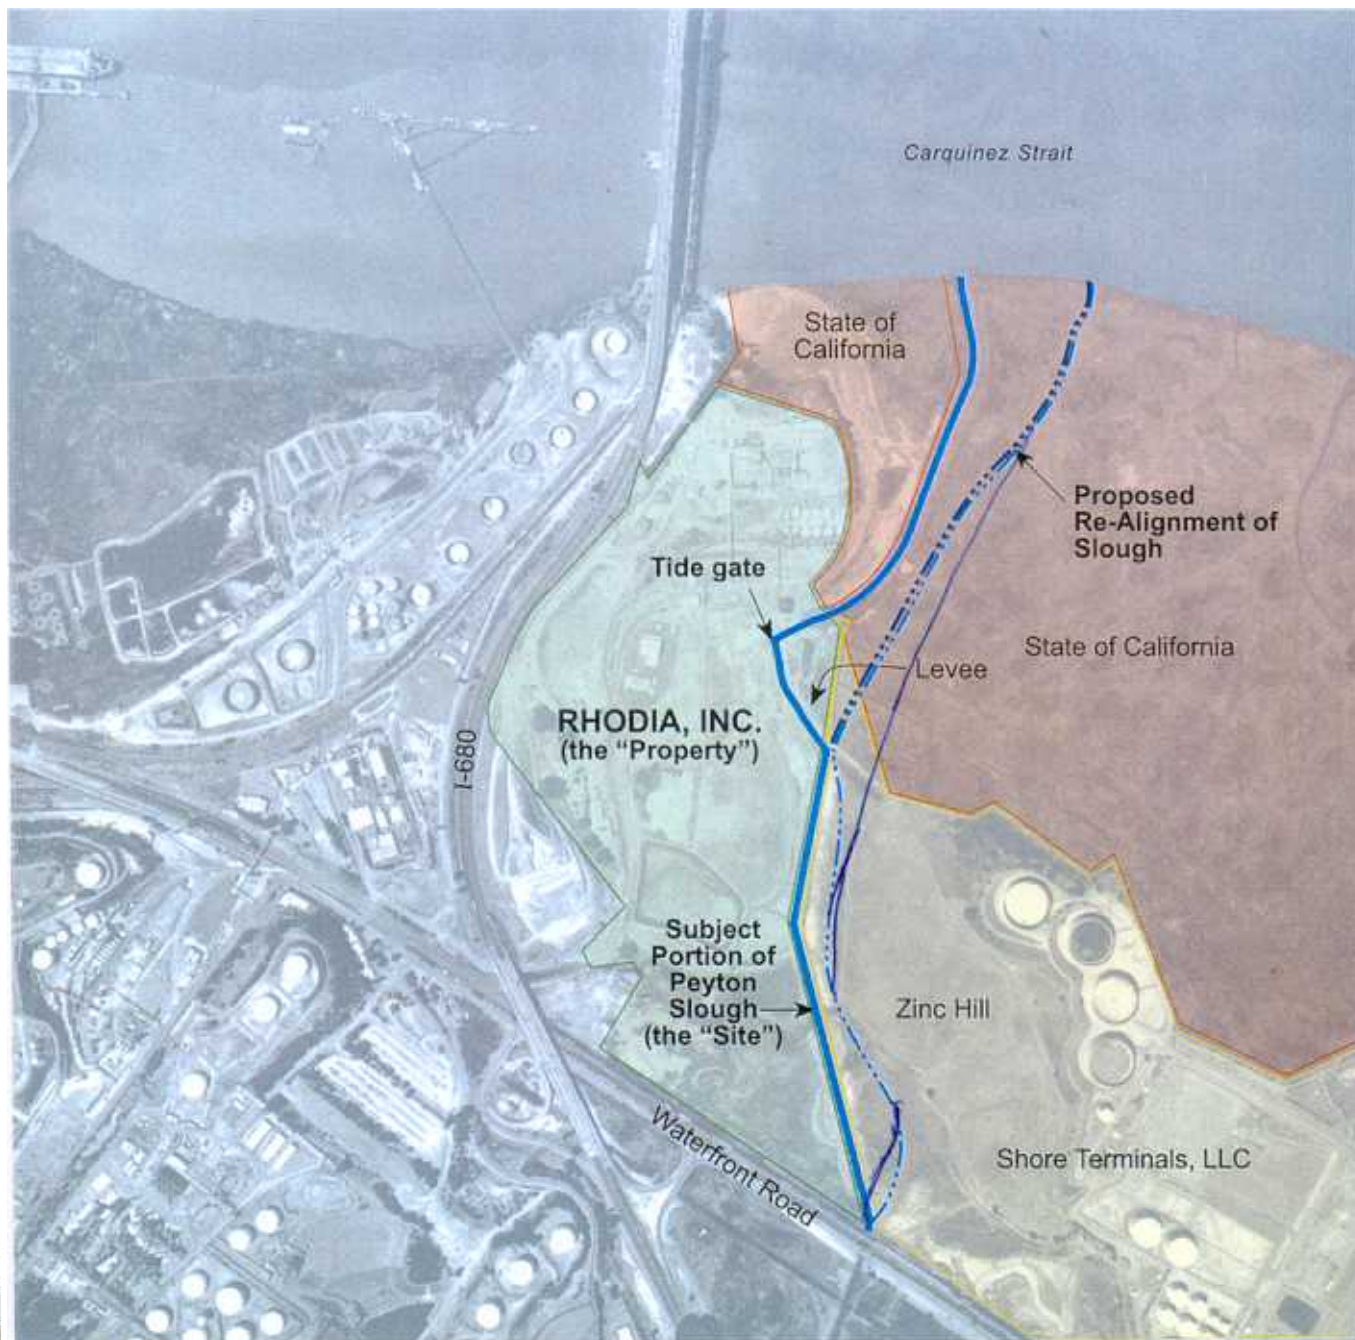 Carquinez Strait
State of
California
Proposed
Re-Alignment of
Slough
Tide gate
State of California
Levee
RHODIA, INC.
(the “Property”)
I-680
Subject
Portion of
Peyton
Slough
(the “Site”)
Zinc Hill
Waterfront Road
Shore Terminals, LLC